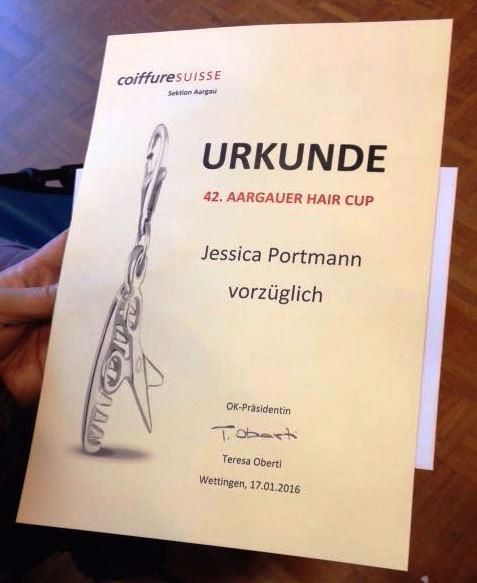 coiffureSUISSE
Sektion Aargau
URKUNDE
42. AARGAUER HAIR CUP
Jessica Portmann
vorzüglich
OK-Präsidentin
T. Oberti
Teresa Oberti
Wettingen, 17.01.2016